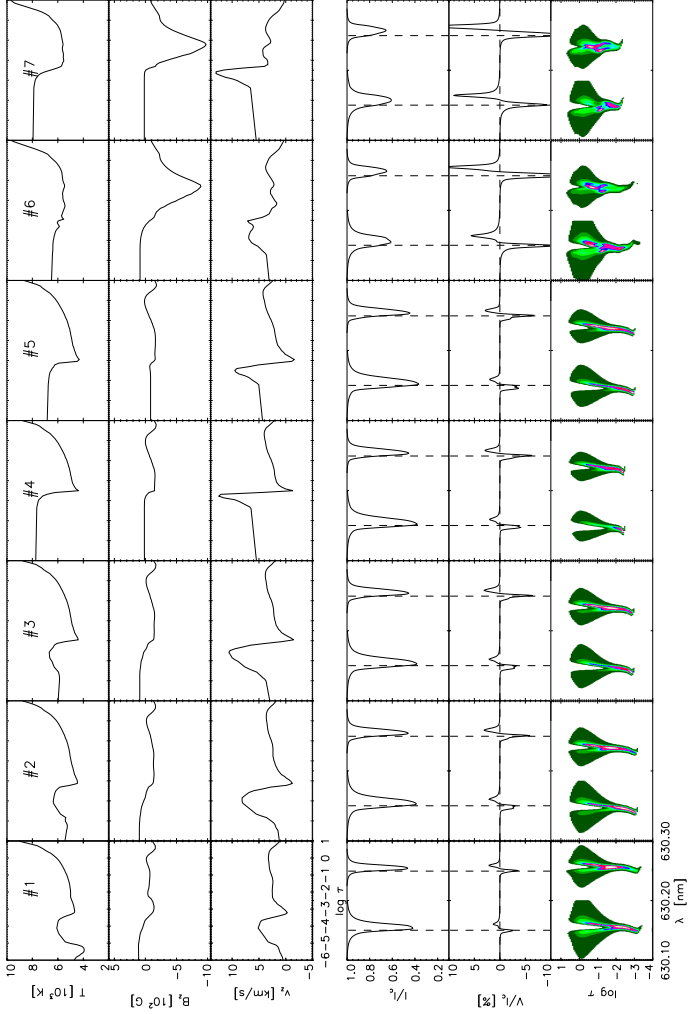 #1 #2 #3 #4 #5 #6 #7
10
8
6
4
T [10³ K]
5
0
-5
-10
B_z [10² G]
10
5
0
-5
v_z [km/s]
-6-5-4-3-2-1 0 1
log τ
1.0
0.8
0.6
0.4
I/I_c
10
5
0
-5
-10
V/I_c [%]
1
0
-1
-2
-3
-4
log τ
630.10 630.20 630.30
λ [nm]